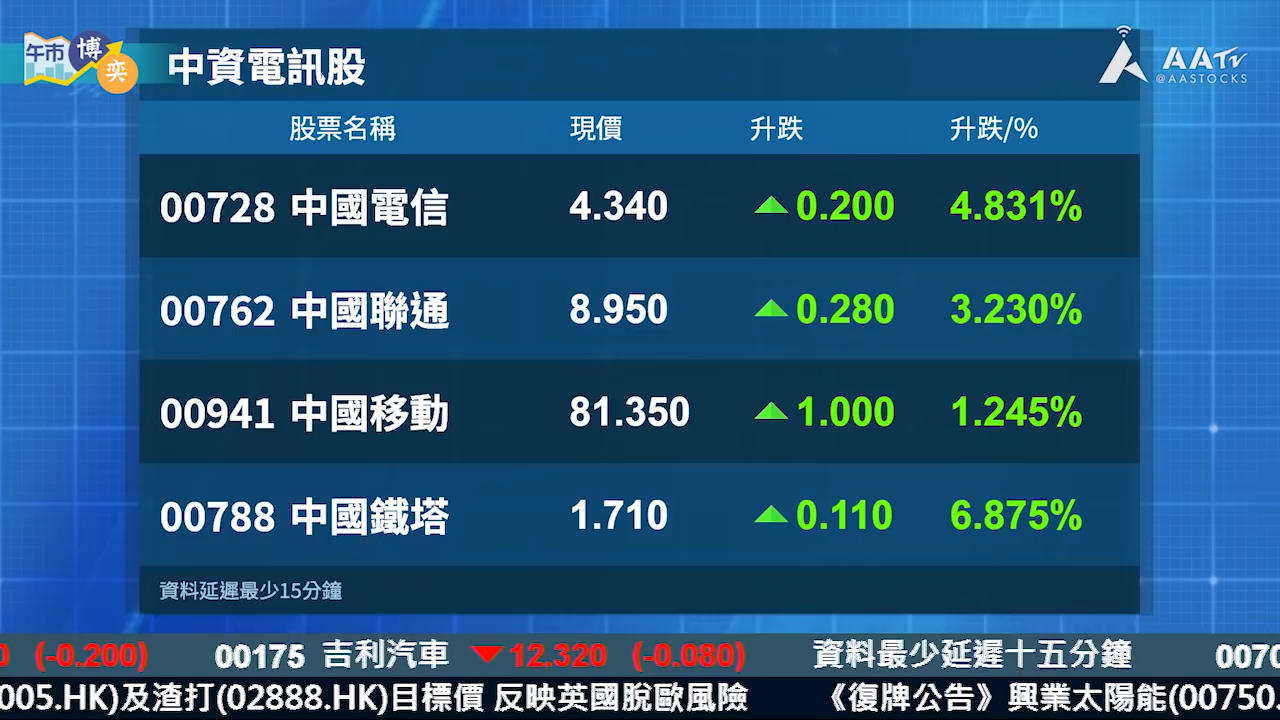 午市 博 奕
中資電訊股
AATV
@AASTOCKS
股票名稱 現價 升跌 升跌/%
00728 中國電信 4.340 ▲0.200 4.831%
00762 中國聯通 8.950 ▲0.280 3.230%
00941 中國移動 81.350 ▲1.000 1.245%
00788 中國鐵塔 1.710 ▲0.110 6.875%
資料延遲最少15分鐘
0 (-0.200) 00175 吉利汽車 ▼12.320 (-0.080) 資料最少延遲十五分鐘 0070
005.HK)及渣打(02888.HK)目標價 反映英國脫歐風險 《復牌公告》興業太陽能(00750.